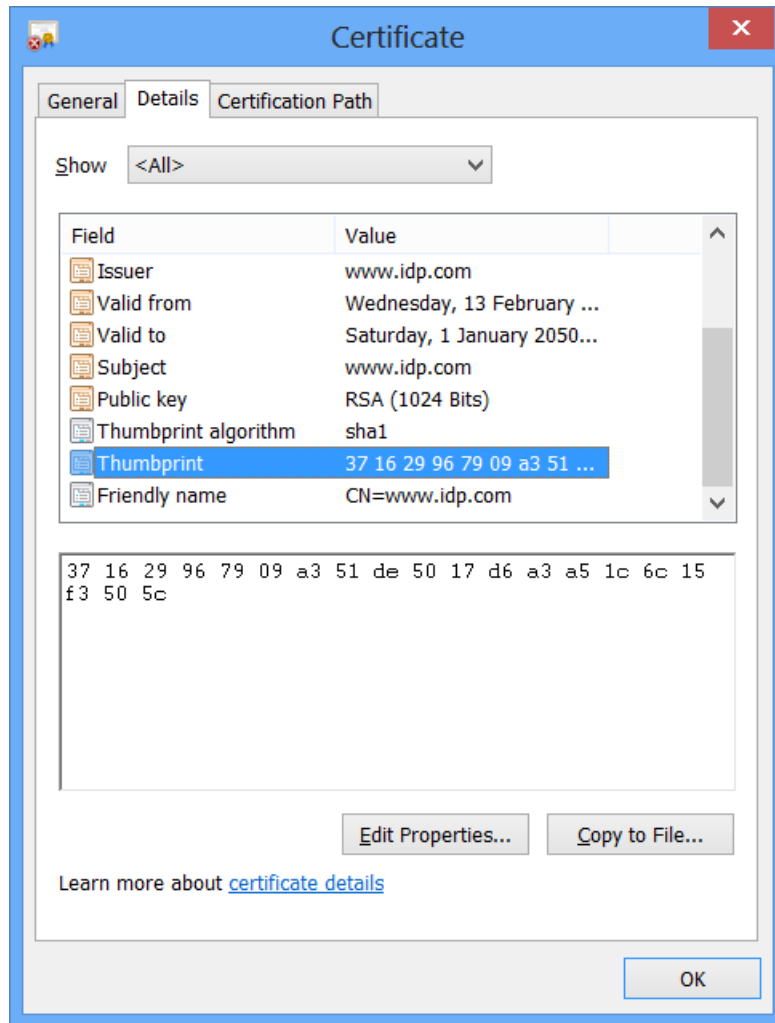 Certificate
General Details Certification Path
Show <All>
Field Value
Issuer www.idp.com
Valid from Wednesday, 13 February ...
Valid to Saturday, 1 January 2050...
Subject www.idp.com
Public key RSA (1024 Bits)
Thumbprint algorithm sha1
Thumbprint 37 16 29 96 79 09 a3 51 ...
Friendly name CN=www.idp.com
37 16 29 96 79 09 a3 51 de 50 17 d6 a3 a5 1c 6c 15
f3 50 5c
Edit Properties... Copy to File...
Learn more about certificate details
OK